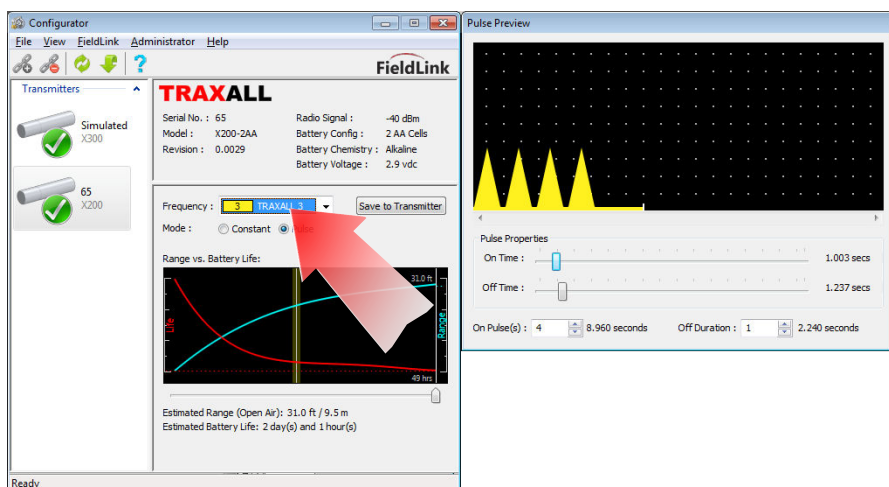 Configurator
File View FieldLink Administrator Help
FieldLink
Transmitters
Simulated
X300
65
X200
TRAXALL
Serial No. : 65 Radio Signal : -40 dBm
Model : X200-2AA Battery Config : 2 AA Cells
Revision : 0.0029 Battery Chemistry : Alkaline
Battery Voltage : 2.9 vdc
Frequency : 3 TRAXALL 3 Save to Transmitter
Mode : Constant
Range vs. Battery Life:
31.0 ft
Life
Range
49 hrs
Estimated Range (Open Air): 31.0 ft / 9.5 m
Estimated Battery Life: 2 day(s) and 1 hour(s)
Ready
Pulse Preview
Pulse Properties
On Time : 1.003 secs
Off Time : 1.237 secs
On Pulse(s) : 4 8.960 seconds Off Duration : 1 2.240 seconds